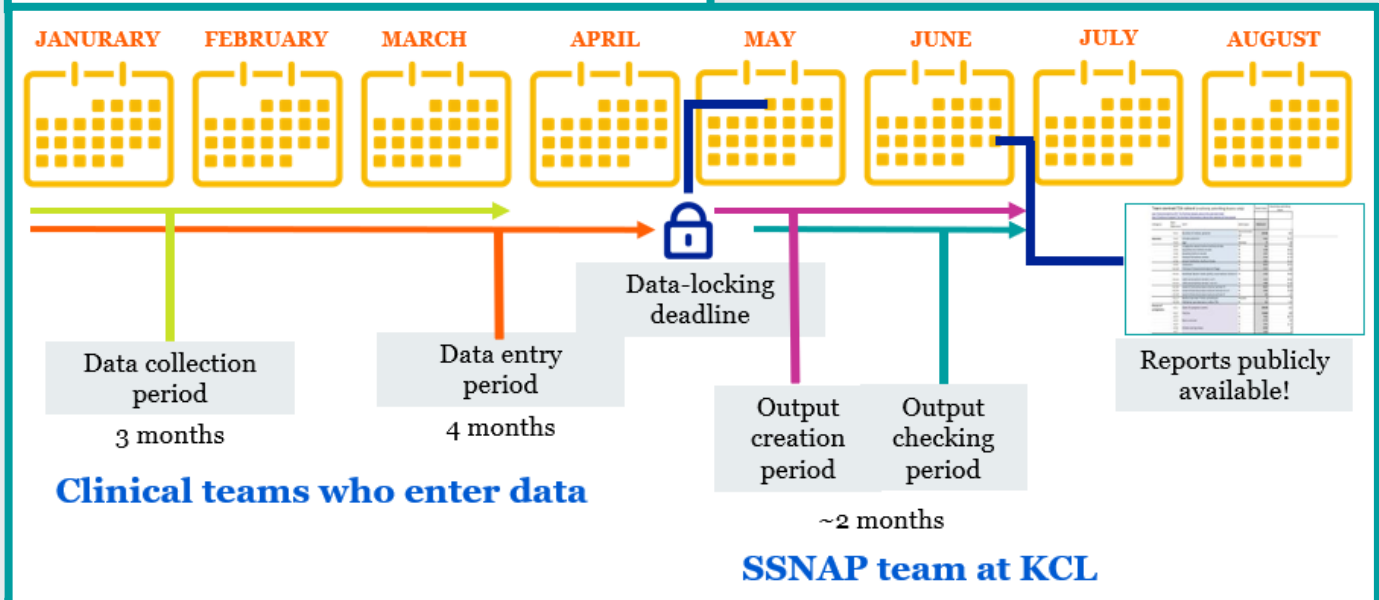 JANURARY
FEBRUARY
MARCH
APRIL
MAY
JUNE
JULY
AUGUST
Data-locking
deadline
Data collection
period
3 months
Data entry
period
4 months
Clinical teams who enter data
Output
creation
period
Output
checking
period
~2 months
SSNAP team at KCL
Reports publicly
available!